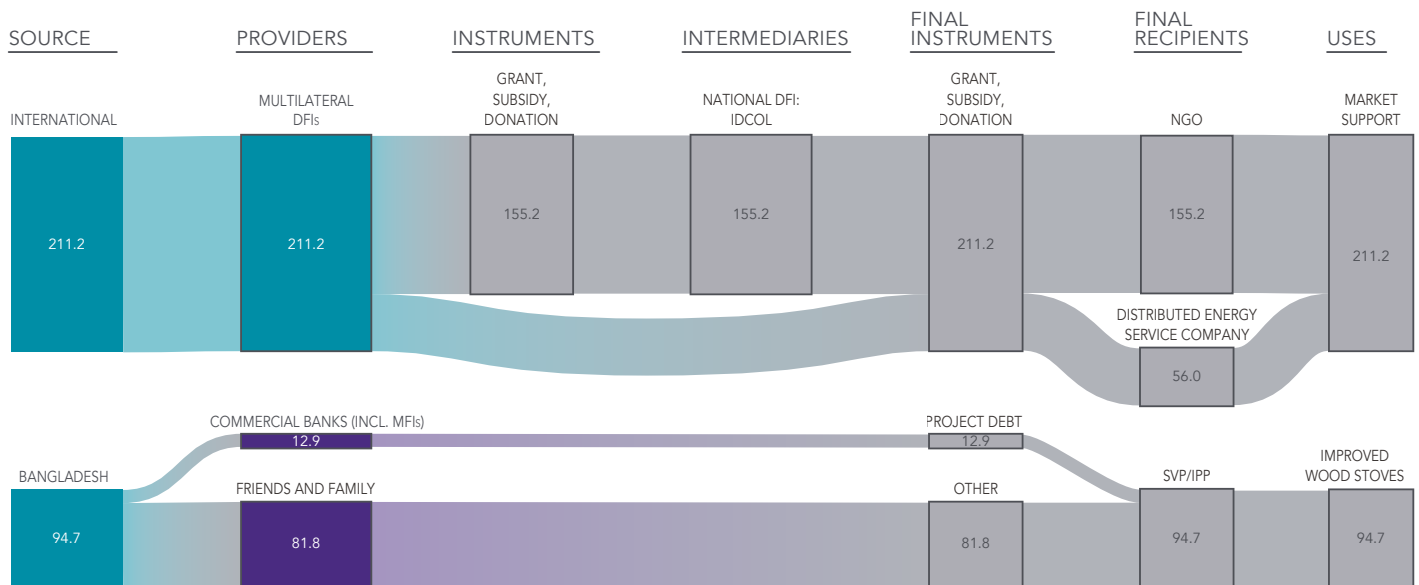 SOURCE
PROVIDERS
INSTRUMENTS
INTERMEDIARIES
FINAL
INSTRUMENTS
FINAL
RECIPIENTS
USES
INTERNATIONAL
MULTILATERAL
DFIs
GRANT,
SUBSIDY,
DONATION
NATIONAL DFI:
IDCOL
GRANT,
SUBSIDY,
DONATION
NGO
MARKET
SUPPORT
211.2
211.2
155.2
155.2
211.2
155.2
211.2
DISTRIBUTED ENERGY
SERVICE COMPANY
56.0
COMMERCIAL BANKS (INCL. MFIs)
12.9
PROJECT DEBT
12.9
BANGLADESH
FRIENDS AND FAMILY
OTHER
SVP/IPP
IMPROVED
WOOD STOVES
94.7
81.8
81.8
94.7
94.7